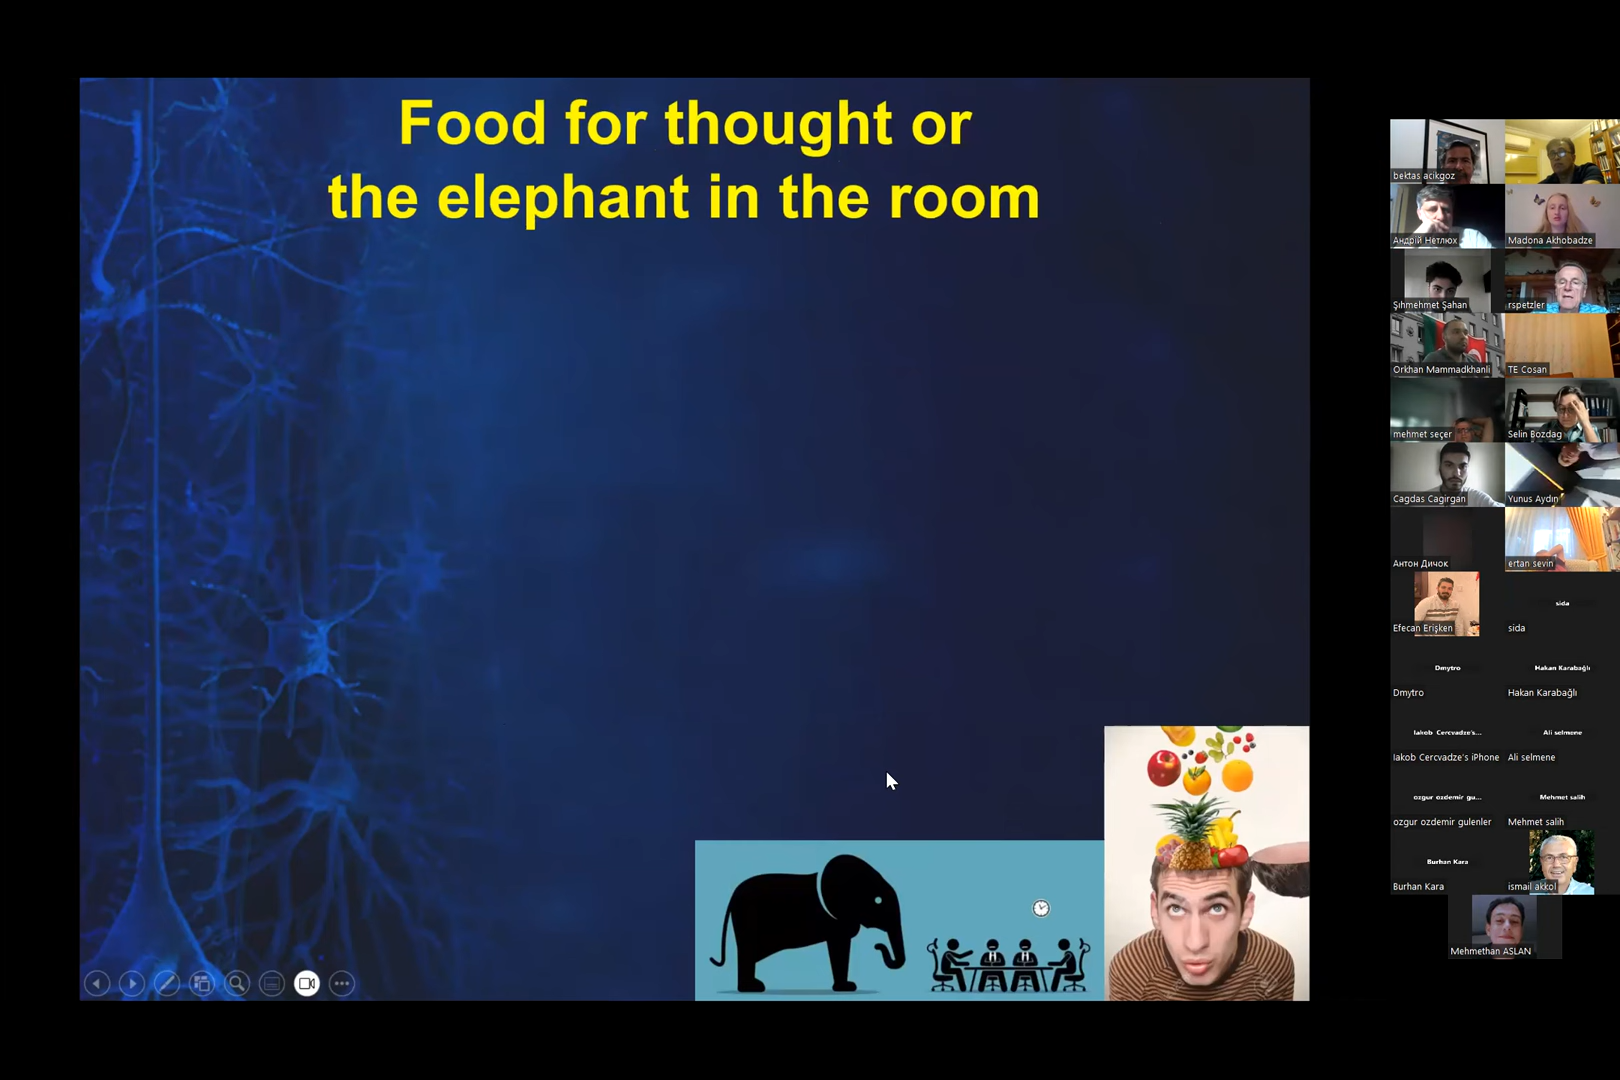 Food for thought or
the elephant in the room
bektas acikgoz
Андрій Нетлюх
Madona Akhobadze
Şıhmehmet Şahan
rspetzler
Orkhan Mammadkhanli
TE Cosan
mehmet seçer
Selin Bozdag
Cagdas Cagirgan
Yunus Aydın
Антон Дичок
ertan sevin
Efecan Erişken
sida
sida
Dmytro
Hakan Karabağlı
Dmytro
Hakan Karabağlı
Iakob Cercvadze's...
Ali selmene
Iakob Cercvadze's iPhone
Ali selmene
ozgur ozdemir gu...
Mehmet salih
ozgur ozdemir gulenler
Mehmet salih
Burhan Kara
Burhan Kara
ismail akkol
Mehmethan ASLAN